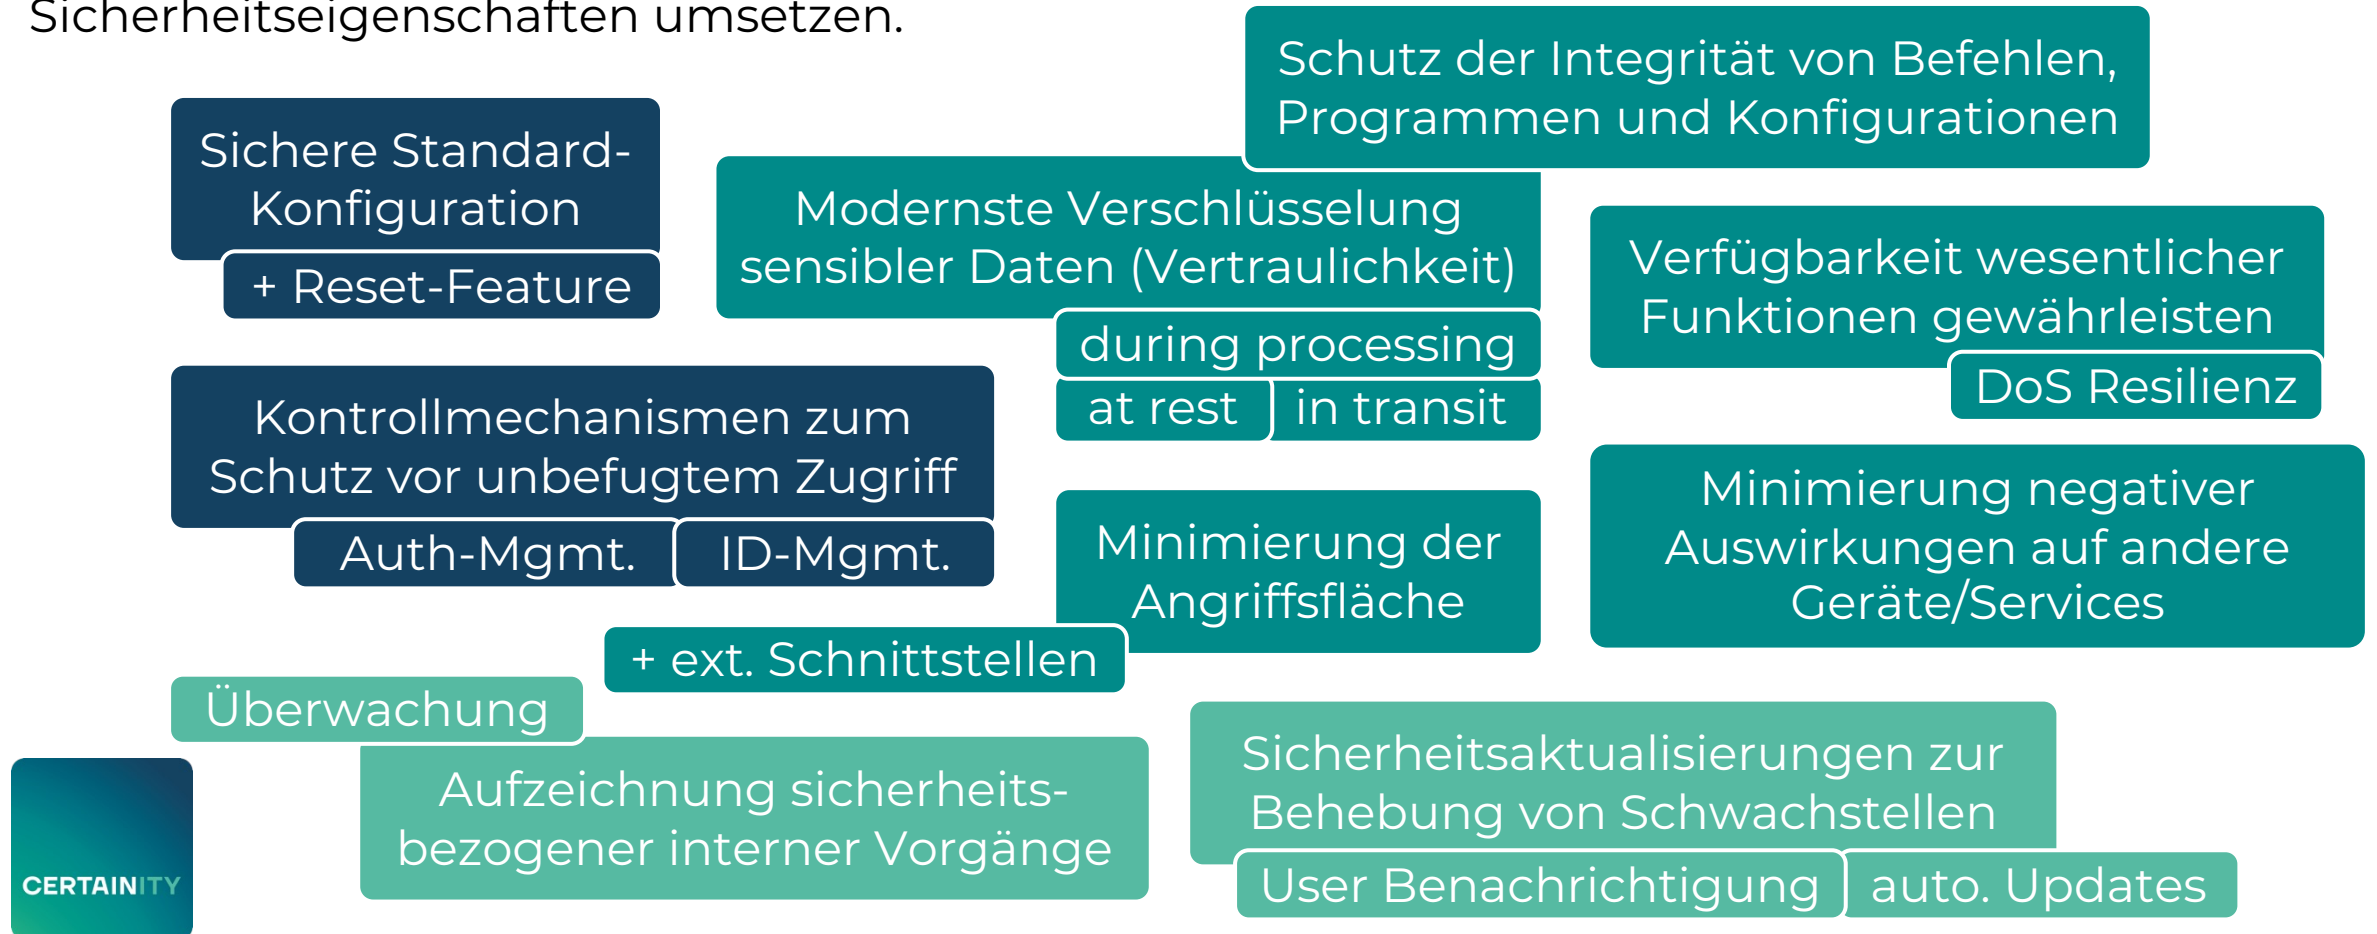 Sicherheitseigenschaften umsetzen.
Schutz der Integrität von Befehlen,
Programmen und Konfigurationen
Sichere Standard-
Konfiguration
+ Reset-Feature
Modernste Verschlüsselung
sensibler Daten (Vertraulichkeit)
during processing
at rest
in transit
Verfügbarkeit wesentlicher
Funktionen gewährleisten
DoS Resilienz
Kontrollmechanismen zum
Schutz vor unbefugtem Zugriff
Auth-Mgmt.
ID-Mgmt.
Minimierung der
Angriffsfläche
+ ext. Schnittstellen
Minimierung negativer
Auswirkungen auf andere
Geräte/Services
Überwachung
Aufzeichnung sicherheits-
bezogener interner Vorgänge
Sicherheitsaktualisierungen zur
Behebung von Schwachstellen
User Benachrichtigung
auto. Updates
CERTAINITY